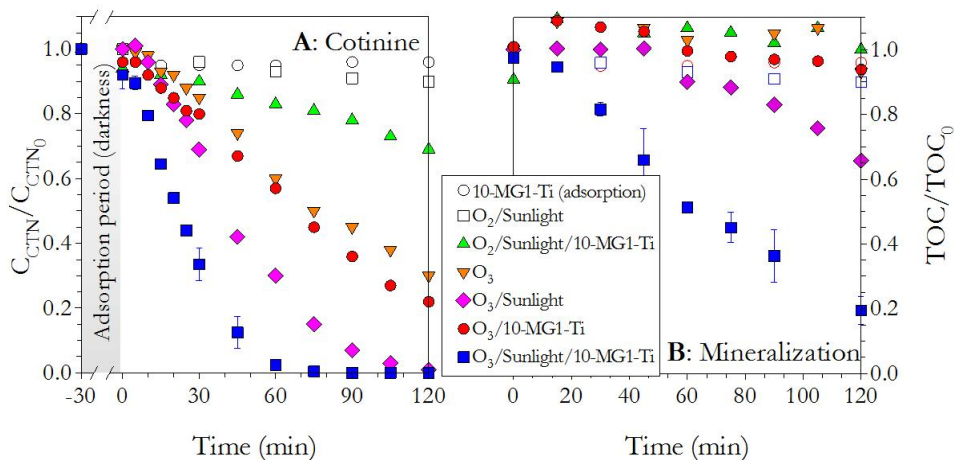 A: Cotinine
C_CTN/C_CTN0
Adsorption period (darkness)
1.0
0.8
0.6
0.4
0.2
0.0
-30
0
30
60
90
120
Time (min)
10-MG1-Ti (adsorption)
O₂/Sunlight
O₂/Sunlight/10-MG1-Ti
O₃
O₃/Sunlight
O₃/10-MG1-Ti
O₃/Sunlight/10-MG1-Ti
B: Mineralization
0
20
40
60
80
100
120
Time (min)
1.0
0.8
0.6
0.4
0.2
0.0
TOC/TOC₀